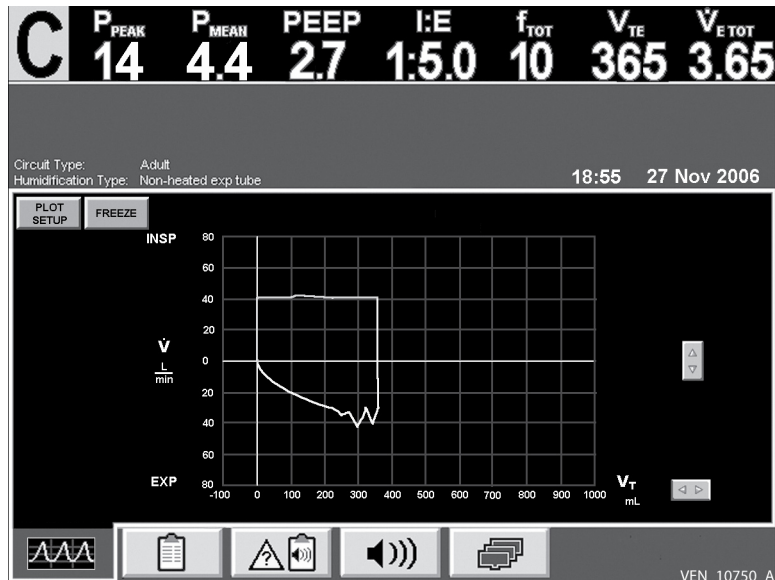 C PPEAK PMEAN PEEP I:E fTOT VTE V̇E TOT
14 4.4 2.7 1:5.0 10 365 3.65
Circuit Type: Adult
Humidification Type: Non-heated exp tube
18:55 27 Nov 2006
PLOT SETUP
FREEZE
INSP
80
60
40
20
0
20
40
60
80
V̇
L
min
EXP
-100 0 100 200 300 400 500 600 700 800 900 1000
VT
mL
?
VEN_10750_A